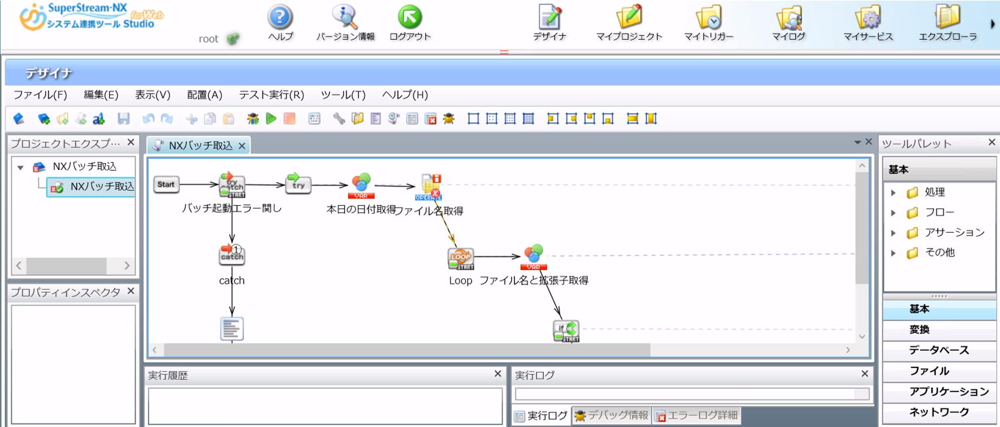 SuperStream-NX
forWeb
システム連携ツール Studio
root
ヘルプ
バージョン情報
ログアウト
デザイナ
マイプロジェクト
マイトリガー
マイログ
マイサービス
エクスプローラ
デザイナ
ファイル(F) 編集(E) 表示(V) 配置(A) テスト実行(R) ツール(T) ヘルプ(H)
プロジェクトエクスプ…
NXバッチ取込
NXバッチ取込
プロパティインスペクタ
NXバッチ取込
Start
try
catch
START
try
VAR
OPERATE
バッチ起動エラー関し
本日の日付取得
ファイル名取得
1
catch
catch
LOOP
START
VAR
Loop
ファイル名と拡張子取得
if
START
実行履歴
実行ログ
実行ログ
デバッグ情報
エラーログ詳細
ツールパレット
基本
処理
フロー
アサーション
その他
基本
変換
データベース
ファイル
アプリケーション
ネットワーク